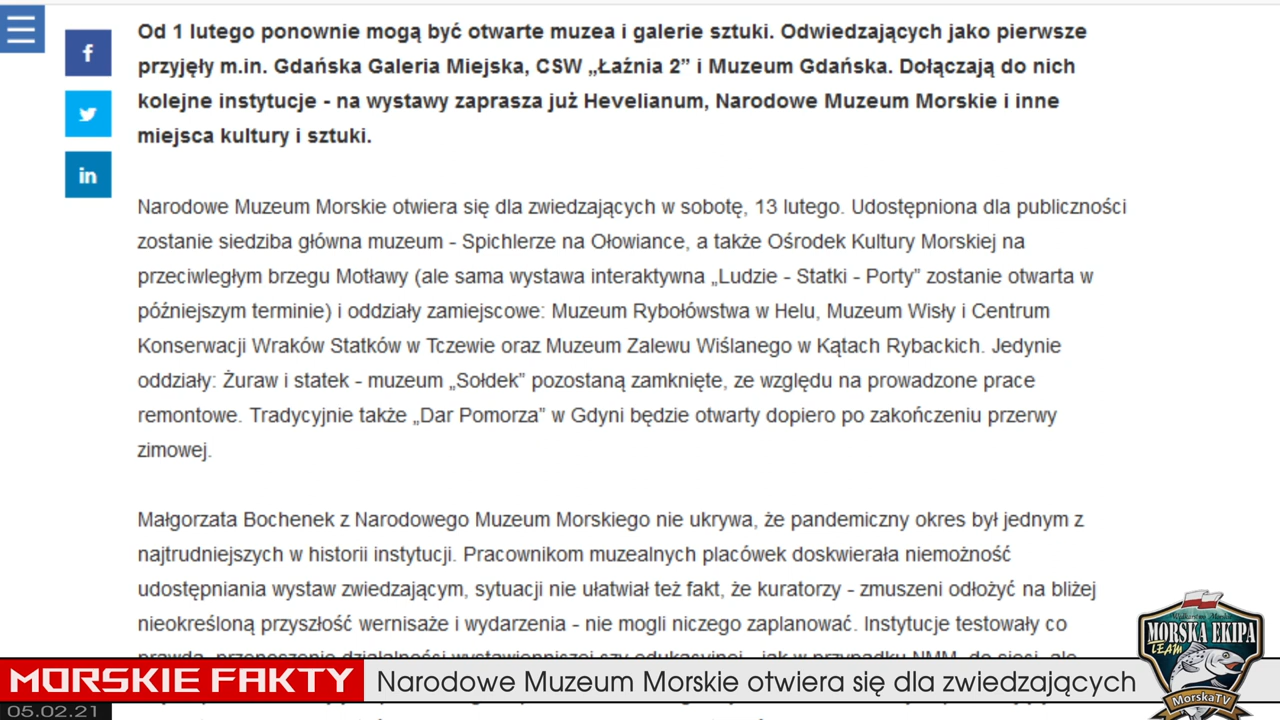 Od 1 lutego ponownie mogą być otwarte muzea i galerie sztuki. Odwiedzających jako pierwsze
przyjęły m.in. Gdańska Galeria Miejska, CSW „Łaźnia 2” i Muzeum Gdańska. Dołączają do nich
kolejne instytucje - na wystawy zaprasza już Hevelianum, Narodowe Muzeum Morskie i inne
miejsca kultury i sztuki.
Narodowe Muzeum Morskie otwiera się dla zwiedzających w sobotę, 13 lutego. Udostępniona dla publiczności
zostanie siedziba główna muzeum - Spichlerze na Ołowiance, a także Ośrodek Kultury Morskiej na
przeciwległym brzegu Motławy (ale sama wystawa interaktywna „Ludzie - Statki - Porty” zostanie otwarta w
późniejszym terminie) i oddziały zamiejscowe: Muzeum Rybołówstwa w Helu, Muzeum Wisły i Centrum
Konserwacji Wraków Statków w Tczewie oraz Muzeum Zalewu Wiślanego w Kątach Rybackich. Jedynie
oddziały: Żuraw i statek - muzeum „Sołdek” pozostaną zamknięte, ze względu na prowadzone prace
remontowe. Tradycyjnie także „Dar Pomorza” w Gdyni będzie otwarty dopiero po zakończeniu przerwy
zimowej.
Małgorzata Bochenek z Narodowego Muzeum Morskiego nie ukrywa, że pandemiczny okres był jednym z
najtrudniejszych w historii instytucji. Pracownikom muzealnych placówek doskwierała niemożność
udostępniania wystaw zwiedzającym, sytuacji nie ułatwiał też fakt, że kuratorzy - zmuszeni odłożyć na bliżej
nieokreśloną przyszłość wernisaże i wydarzenia - nie mogli niczego zaplanować. Instytucje testowały co
MORSKA EKIPA
TEAM
MorskaTV
MORSKIE FAKTY
Narodowe Muzeum Morskie otwiera się dla zwiedzających
05.02.21